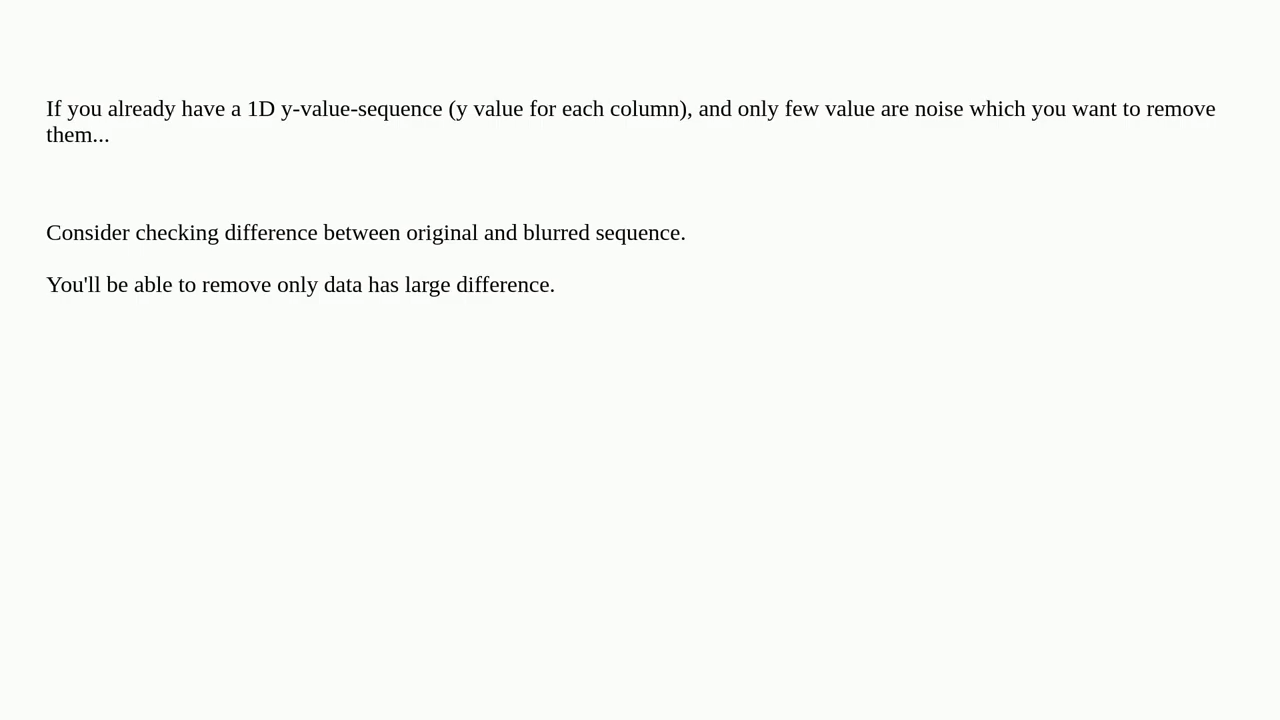 If you already have a 1D y-value-sequence (y value for each column), and only few value are noise which you want to remove
them...
Consider checking difference between original and blurred sequence.
You'll be able to remove only data has large difference.